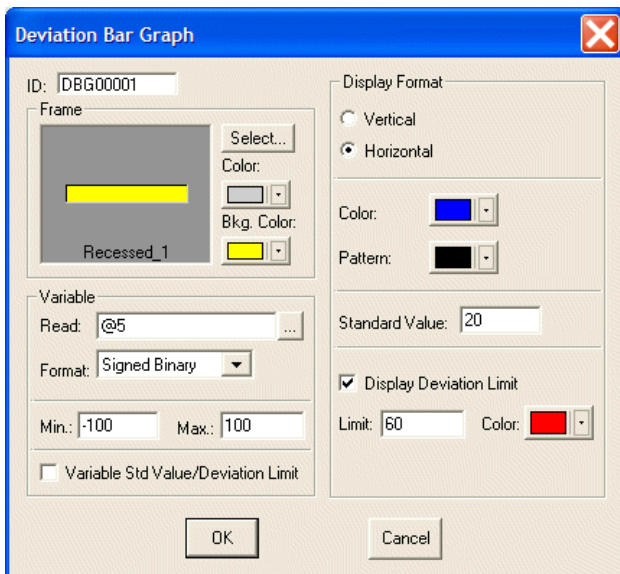 Deviation Bar Graph
ID: DBG00001
Frame
Select...
Color:
Bkg. Color:
Recessed_1
Variable
Read: @5 ...
Format: Signed Binary
Min.: -100 Max.: 100
Variable Std Value/Deviation Limit
Display Format
Vertical
Horizontal
Color:
Pattern:
Standard Value: 20
Display Deviation Limit
Limit: 60 Color:
OK Cancel